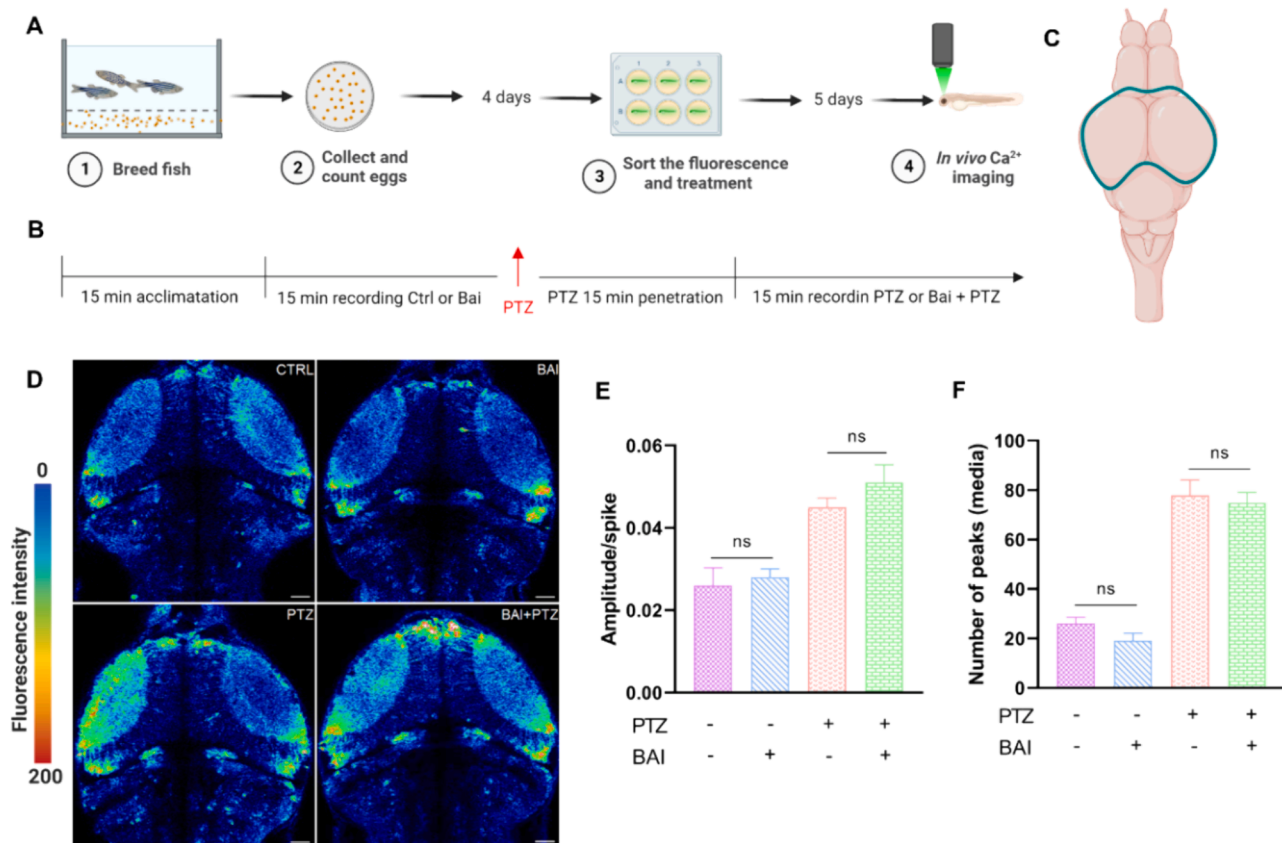 A
1 Breed fish
2 Collect and
count eggs
4 days
1 2 3
A
B
3 Sort the fluorescence
and treatment
5 days
4 In vivo Ca²⁺
imaging
C
B
15 min acclimatation
15 min recording Ctrl or Bai
PTZ
PTZ 15 min penetration
15 min recordin PTZ or Bai + PTZ
D
0
Fluorescence intensity
200
CTRL
BAI
PTZ
BAI+PTZ
E
Amplitude/spike
0.06
0.04
0.02
0.00
ns
ns
PTZ - - + +
BAI - + - +
F
Number of peaks (media)
100
80
60
40
20
0
ns
ns
PTZ - - + +
BAI - + - +